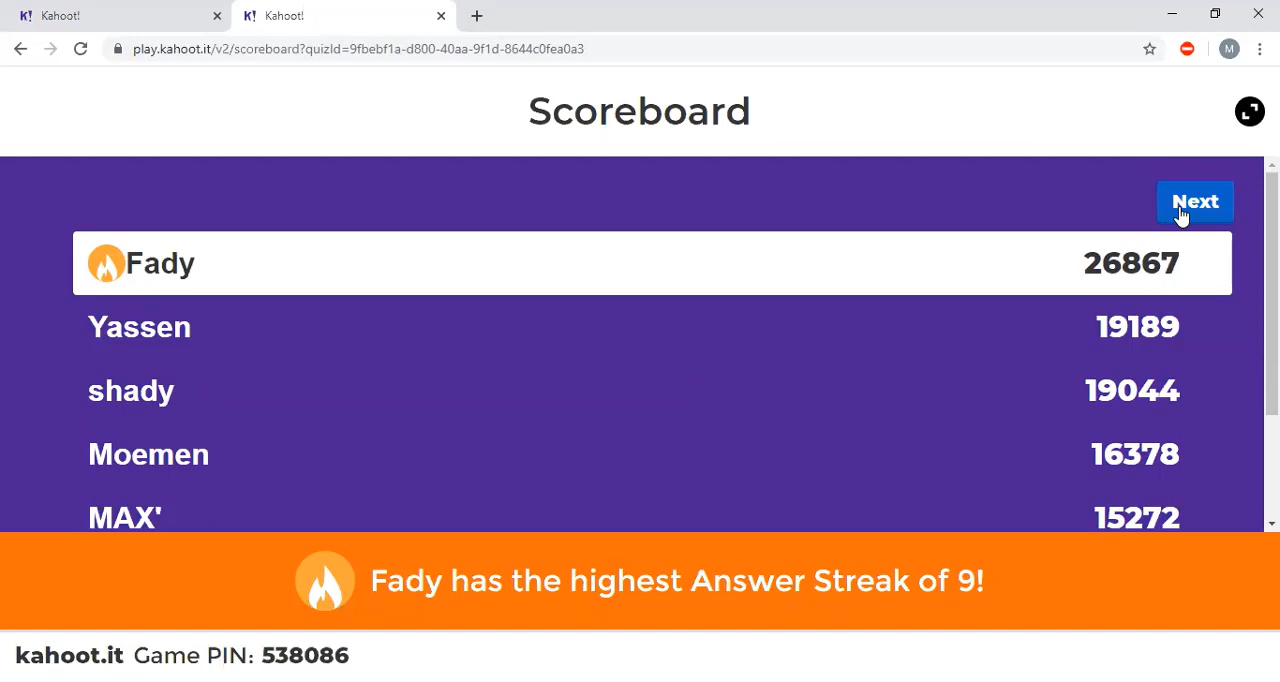 K! Kahoot!
K! Kahoot!
play.kahoot.it/v2/scoreboard?quizId=9fbebf1a-d800-40aa-9f1d-8644c0fea0a3
M
Scoreboard
Next
Fady 26867
Yassen 19189
shady 19044
Moemen 16378
MAX' 15272
Fady has the highest Answer Streak of 9!
kahoot.it Game PIN: 538086